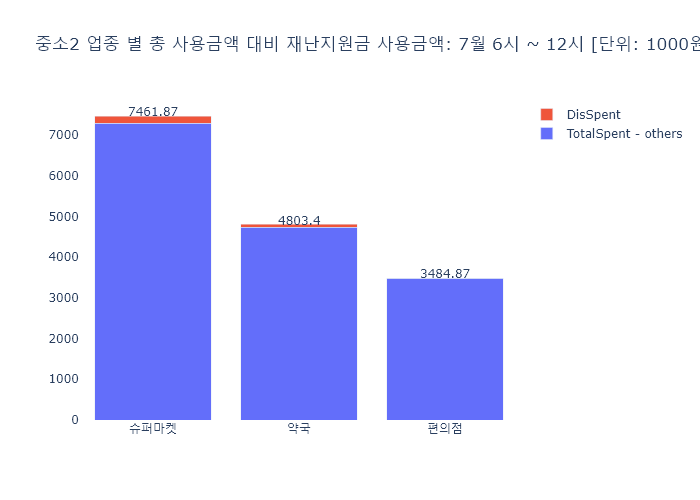 중소2 업종 별 총 사용금액 대비 재난지원금 사용금액: 7월 6시 ~ 12시 [단위: 1000원
DisSpent
TotalSpent - others
7461.87
4803.4
3484.87
7000
6000
5000
4000
3000
2000
1000
0
슈퍼마켓
약국
편의점